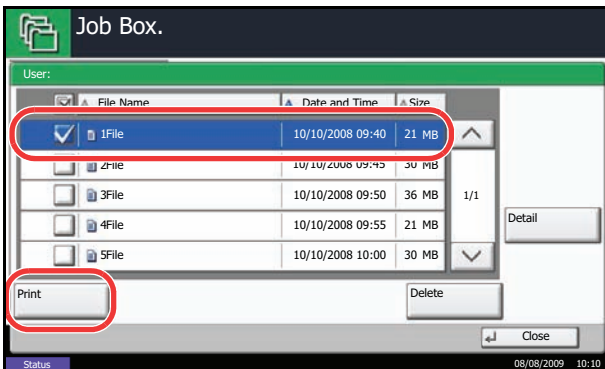 Job Box.
User:
File Name Date and Time Size
1File 10/10/2008 09:40 21 MB
2File 10/10/2008 09:45 30 MB
3File 10/10/2008 09:50 36 MB
1/1
4File 10/10/2008 09:55 21 MB
Detail
5File 10/10/2008 10:00 30 MB
Print Delete
Close
Status 08/08/2009 10:10